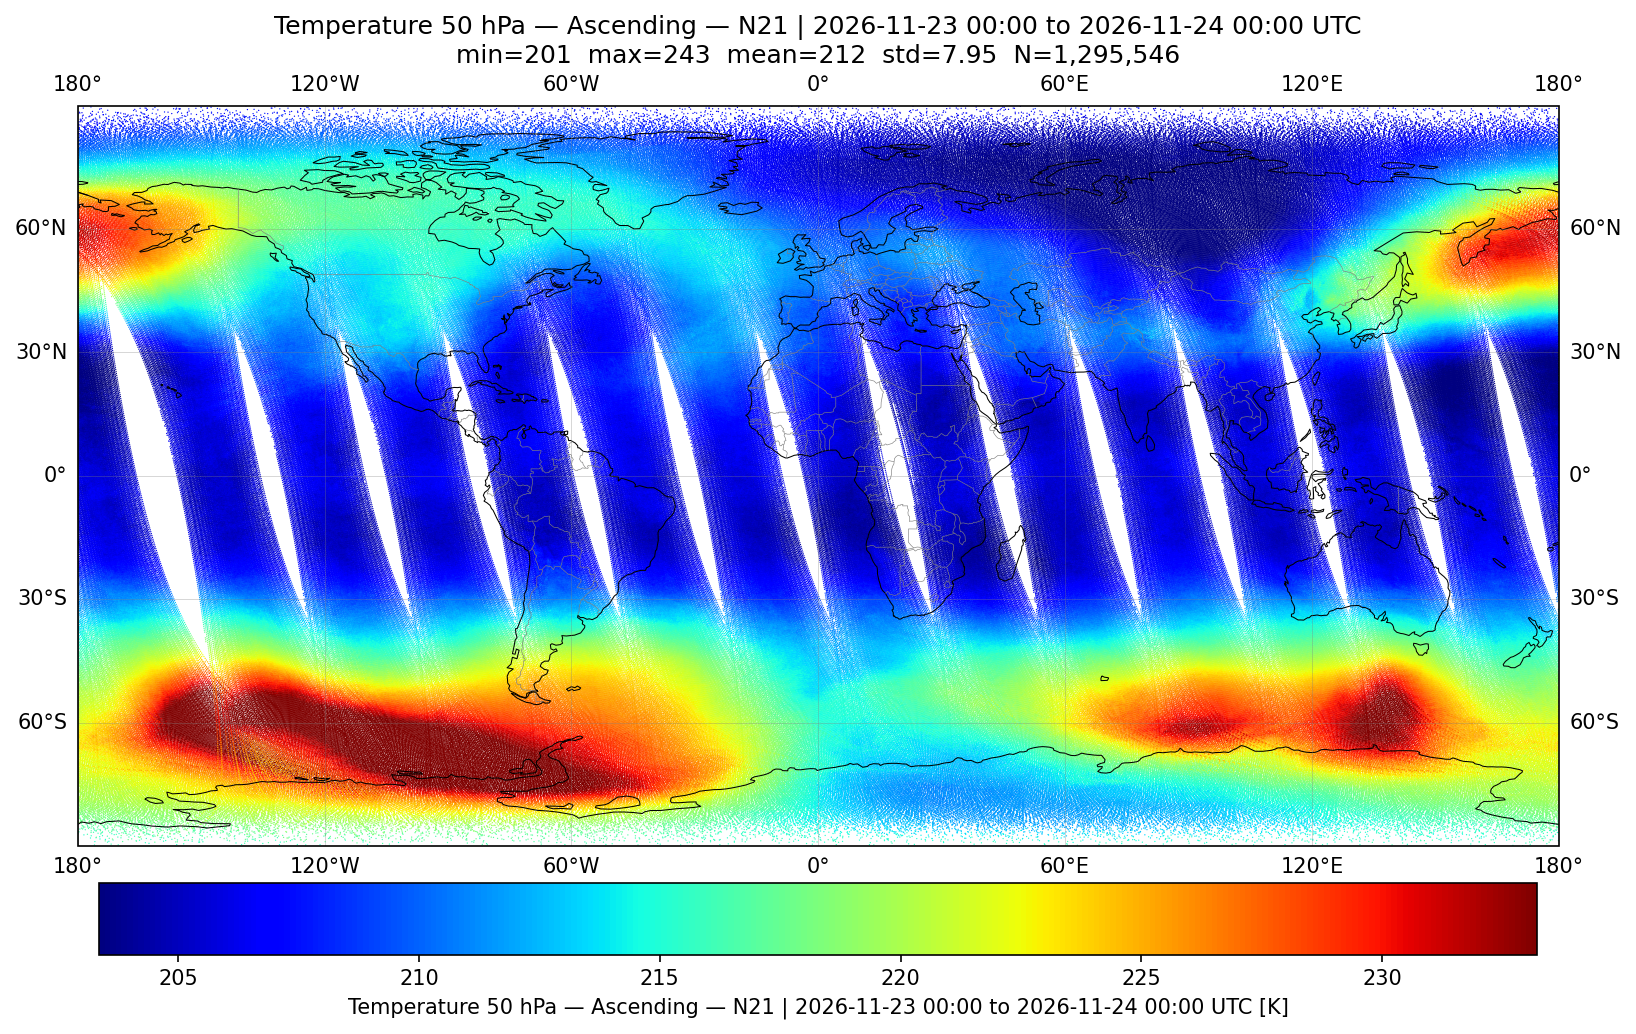 Temperature 50 hPa — Ascending — N21 | 2026-11-23 00:00 to 2026-11-24 00:00 UTC
min=201 max=243 mean=212 std=7.95 N=1,295,546
180° 120°W 60°W 0° 60°E 120°E 180°
60°N 60°N
30°N 30°N
0° 0°
30°S 30°S
60°S 60°S
180° 120°W 60°W 0° 60°E 120°E 180°
205 210 215 220 225 230
Temperature 50 hPa — Ascending — N21 | 2026-11-23 00:00 to 2026-11-24 00:00 UTC [K]